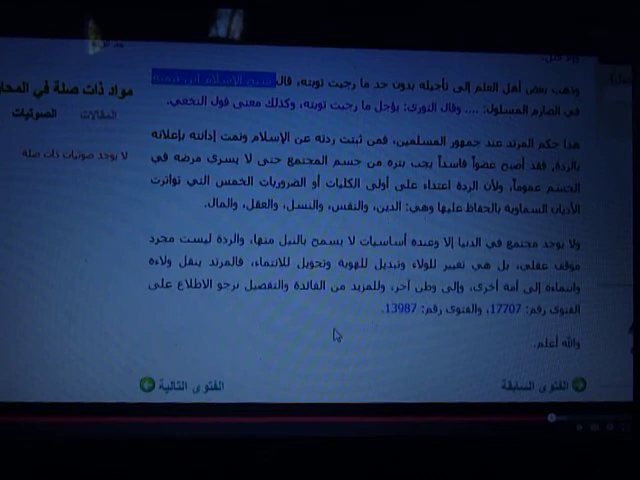 وذهب بعض أهل العلم إلى تأجيله بدون حد ما رجيت توبته، قال شيخ الإسلام ابن تيمية
في الصارم المسلول: .... وقال الثوري: يؤجل ما رجيت توبته، وكذلك معنى قول النخعي.
هذا حكم المرتد عند جمهور المسلمين، فمن ثبتت ردته عن الإسلام وتمت إدانته بإعلانه
بالردة, فقد أصبح عضواً فاسداً يجب بتره من جسم المجتمع حتى لا يسري مرضه في
الجسم عموماً، ولأن الردة اعتداء على أولى الكليات أو الضروريات الخمس التي تواترت
الأديان السماوية بالحفاظ عليها وهي: الدين، والنفس، والنسل، والعقل، والمال.
ولا يوجد مجتمع في الدنيا إلا وعنده أساسيات لا يسمح بالنيل منها، والردة ليست مجرد
موقف عقلي، بل هي تغيير للولاء وتبديل للهوية وتحويل للانتماء، فالمرتد ينقل ولاءه
وانتماءه إلى أمة أخرى، وإلى وطن آخر، وللمزيد من الفائدة والتفصيل نرجو الاطلاع على
الفتوى رقم: 17707، والفتوى رقم: 13987.
والله أعلم.
الفتوى السابقة
الفتوى التالية
مواد ذات صلة في المحا
المقالات
الصوتيات
لا يوجد صوتيات ذات صلة